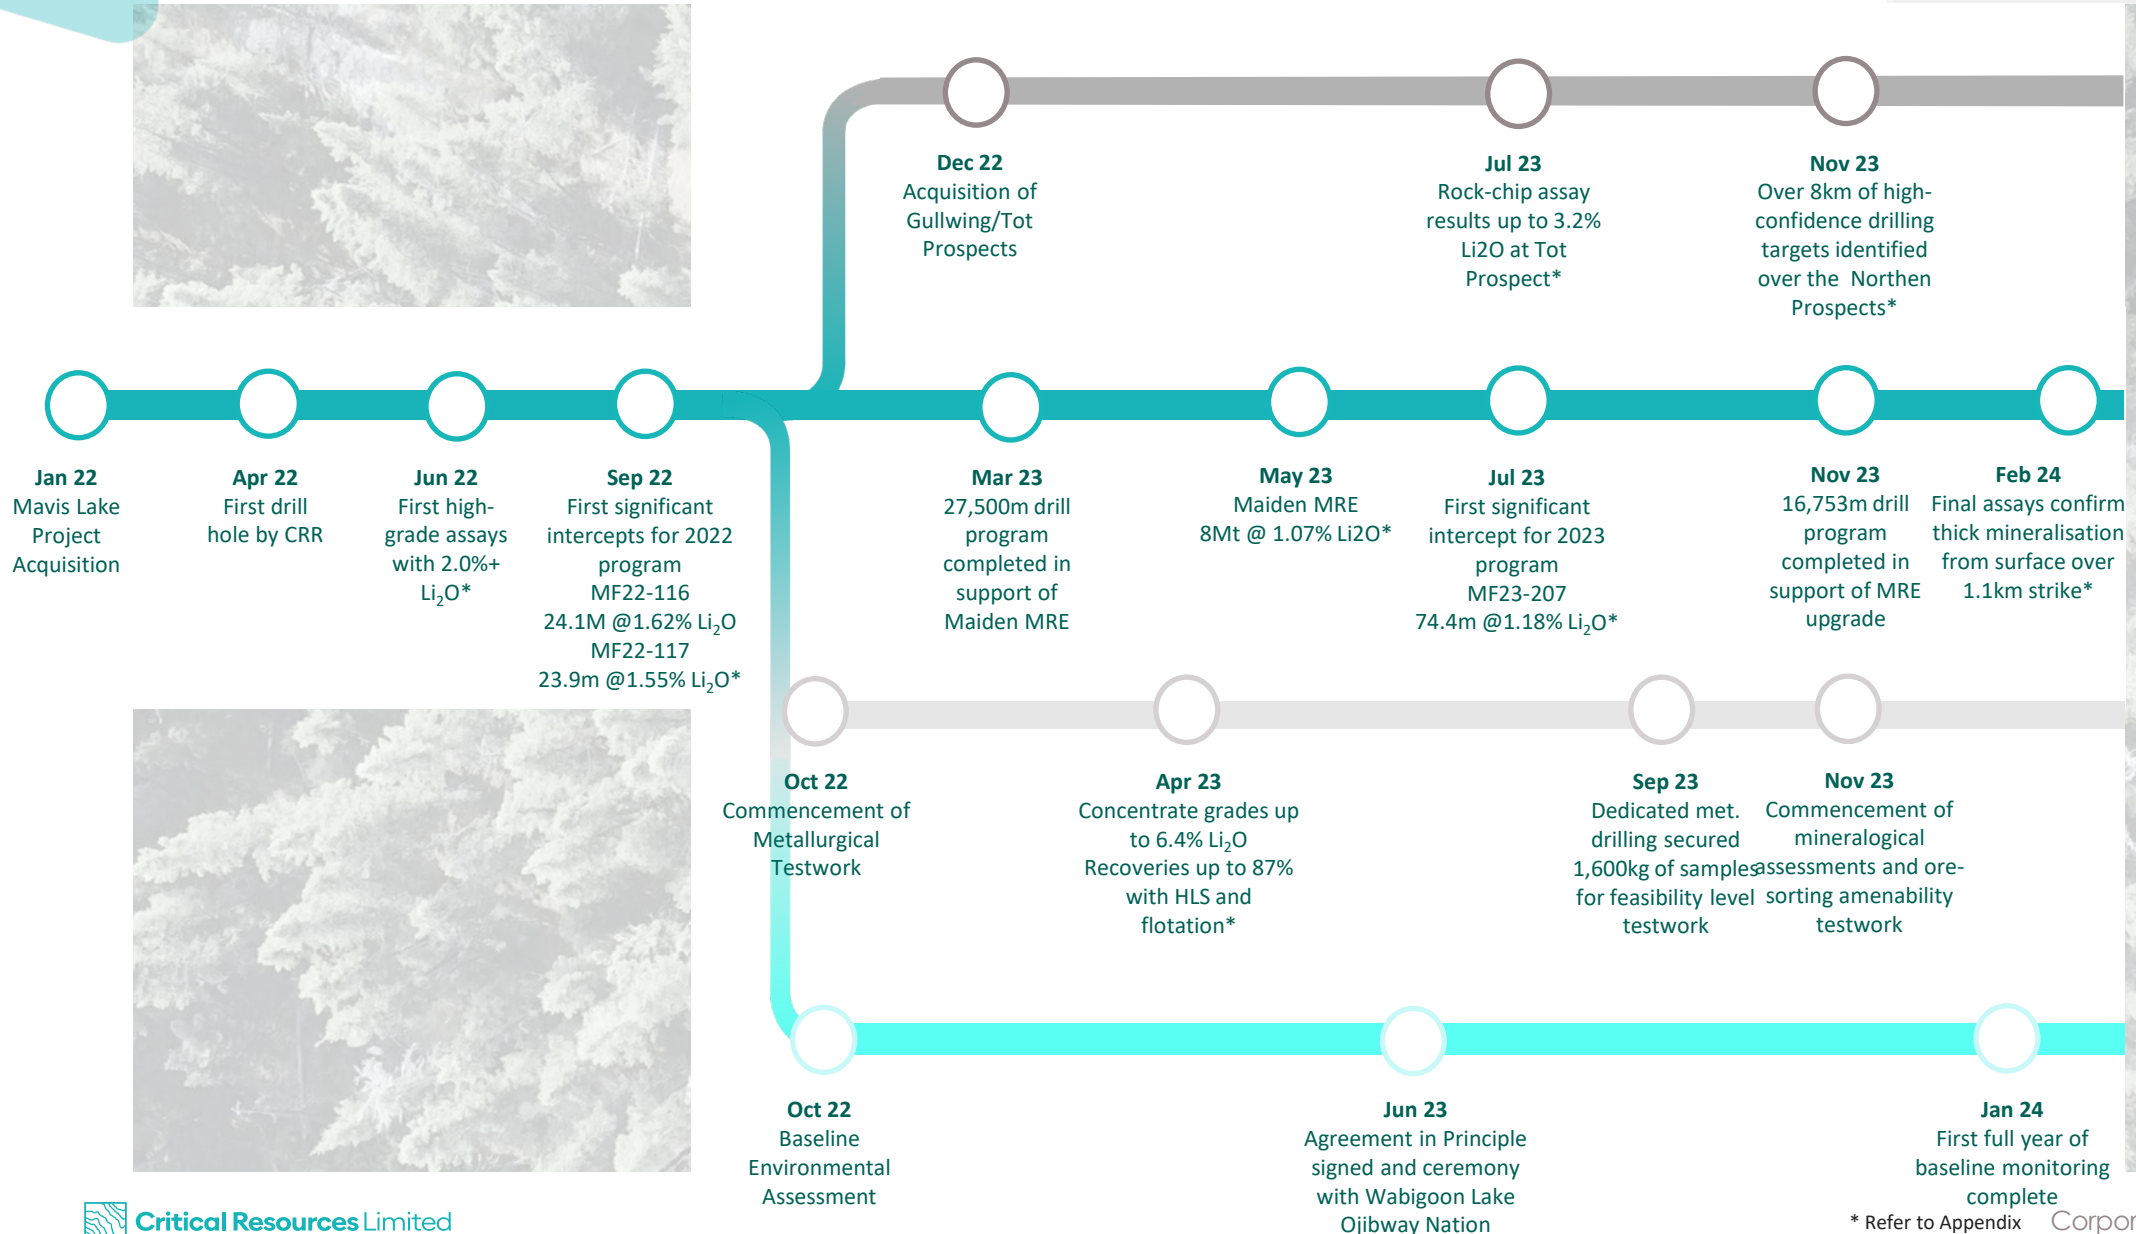 Dec 22
Acquisition of
Gullwing/Tot
Prospects
Jul 23
Rock-chip assay
results up to 3.2%
Li2O at Tot
Prospect*
Nov 23
Over 8km of high-
confidence drilling
targets identified
over the Northen
Prospects*
Jan 22
Mavis Lake
Project
Acquisition
Apr 22
First drill
hole by CRR
Jun 22
First high-
grade assays
with 2.0%+
Li₂O*
Sep 22
First significant
intercepts for 2022
program
MF22-116
24.1M @1.62% Li₂O
MF22-117
23.9m @1.55% Li₂O*
Mar 23
27,500m drill
program
completed in
support of
Maiden MRE
May 23
Maiden MRE
8Mt @ 1.07% Li2O*
Jul 23
First significant
intercept for 2023
program
MF23-207
74.4m @1.18% Li₂O*
Nov 23
16,753m drill
program
completed in
support of MRE
upgrade
Feb 24
Final assays confirm
thick mineralisation
from surface over
1.1km strike*
Oct 22
Commencement of
Metallurgical
Testwork
Apr 23
Concentrate grades up
to 6.4% Li₂O
Recoveries up to 87%
with HLS and
flotation*
Sep 23
Dedicated met.
drilling secured
1,600kg of samples
for feasibility level
testwork
Nov 23
Commencement of
mineralogical
assessments and ore-
sorting amenability
testwork
Oct 22
Baseline
Environmental
Assessment
Jun 23
Agreement in Principle
signed and ceremony
with Wabigoon Lake
Ojibway Nation
Jan 24
First full year of
baseline monitoring
complete
Critical Resources Limited
* Refer to Appendix